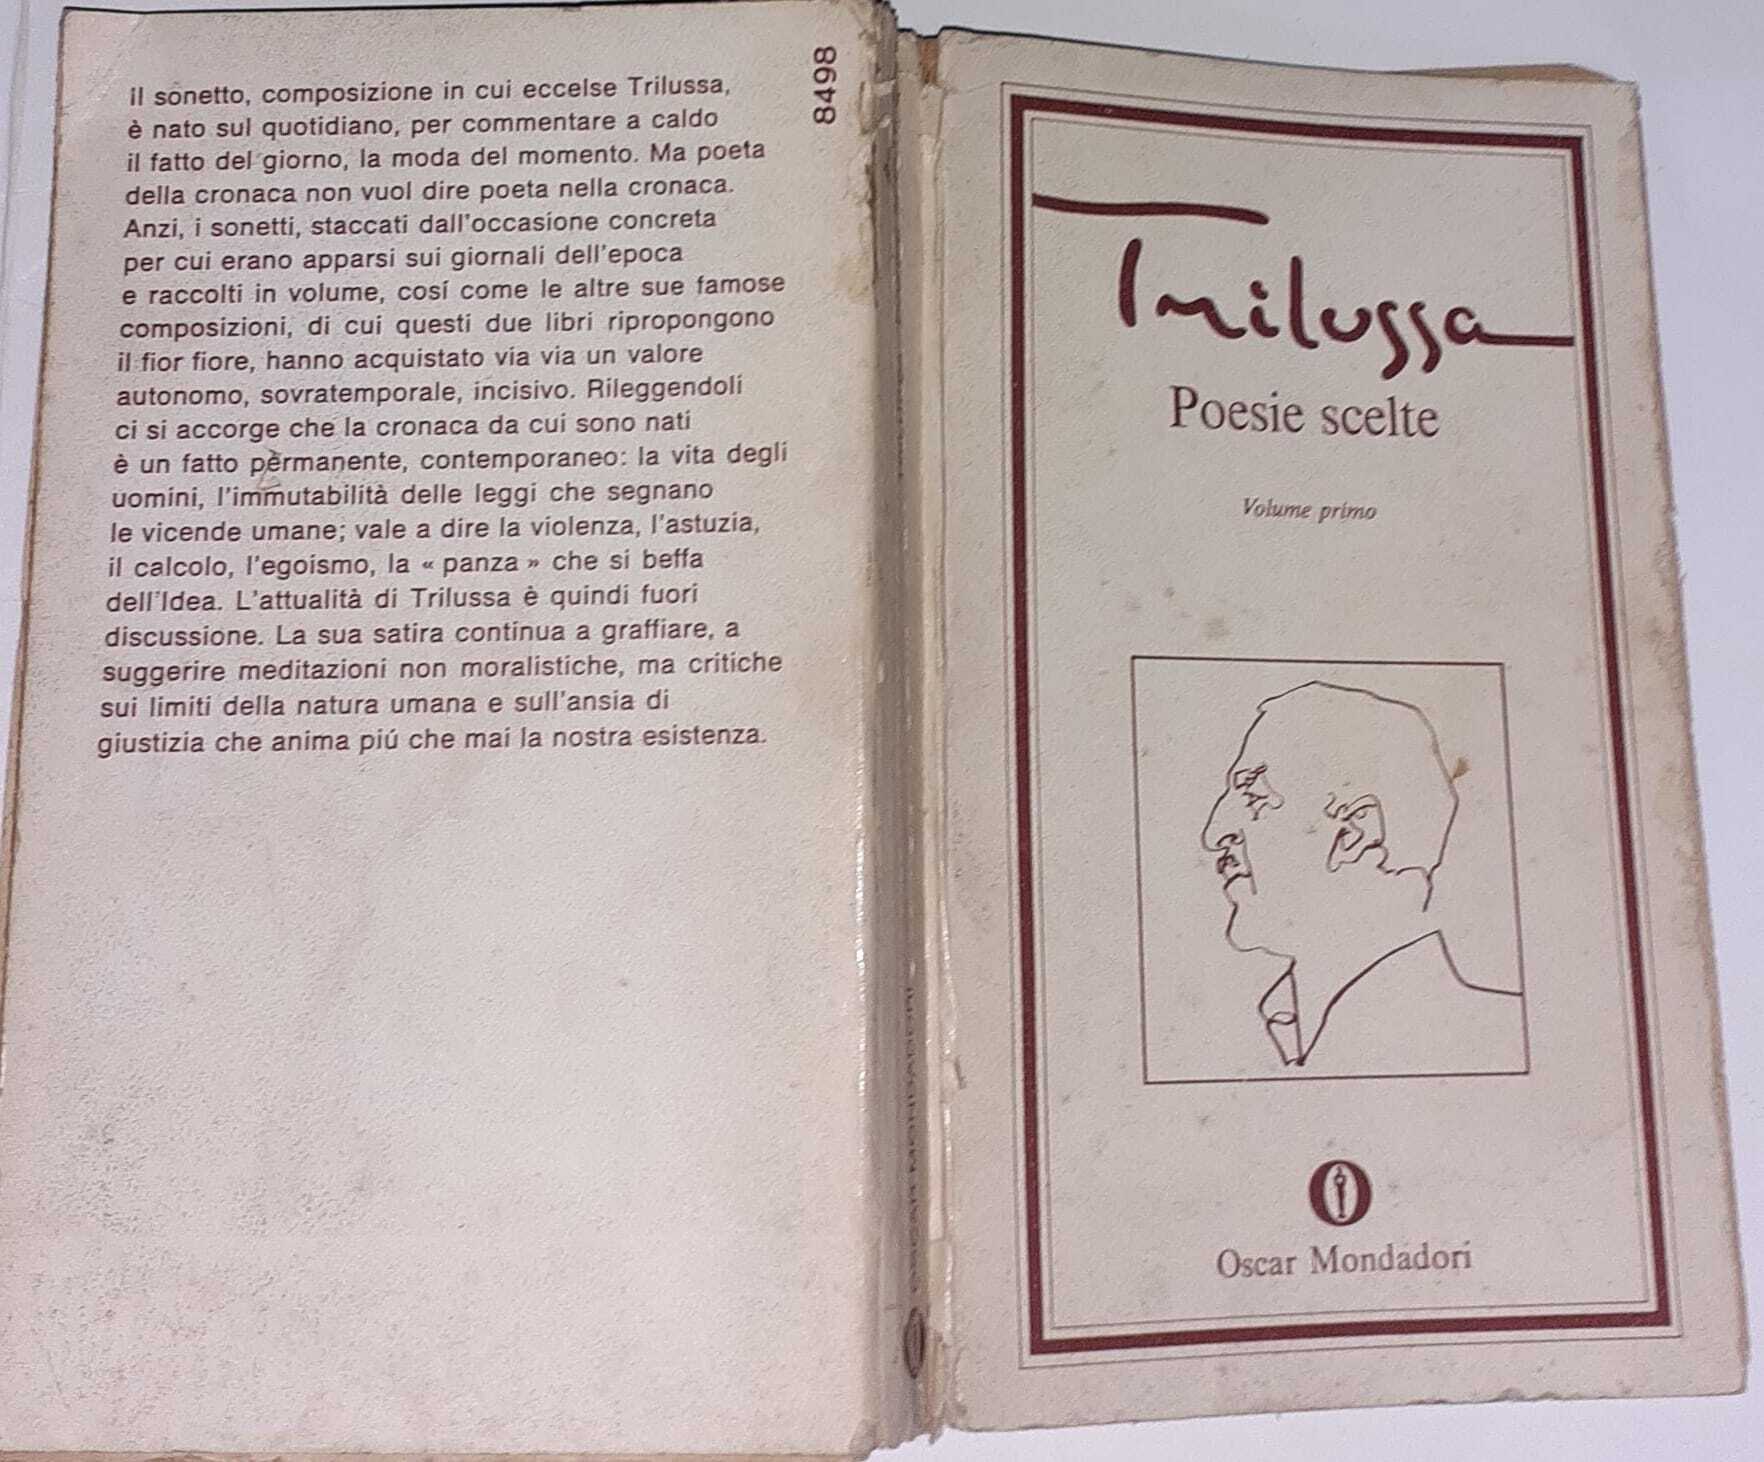 8498
il sonetto, composizione in cui eccelse Trilussa,
è nato sul quotidiano, per commentare a caldo
il fatto del giorno, la moda del momento. Ma poeta
della cronaca non vuol dire poeta nella cronaca.
Anzi, i sonetti, staccati dall'occasione concreta
per cui erano apparsi sui giornali dell'epoca
e raccolti in volume, cosí come le altre sue famose
composizioni, di cui questi due libri ripropongono
il fior fiore, hanno acquistato via via un valore
autonomo, sovratemporale, incisivo. Rileggendoli
ci si accorge che la cronaca da cui sono nati
è un fatto permanente, contemporaneo: la vita degli
uomini, l'immutabilità delle leggi che segnano
le vicende umane; vale a dire la violenza, l'astuzia,
il calcolo, l'egoismo, la « panza » che si beffa
dell'Idea. L'attualità di Trilussa è quindi fuori
discussione. La sua satira continua a graffiare, a
suggerire meditazioni non moralistiche, ma critiche
sui limiti della natura umana e sull'ansia di
giustizia che anima piú che mai la nostra esistenza.
Trilussa
Poesie scelte
Volume primo
Oscar Mondadori